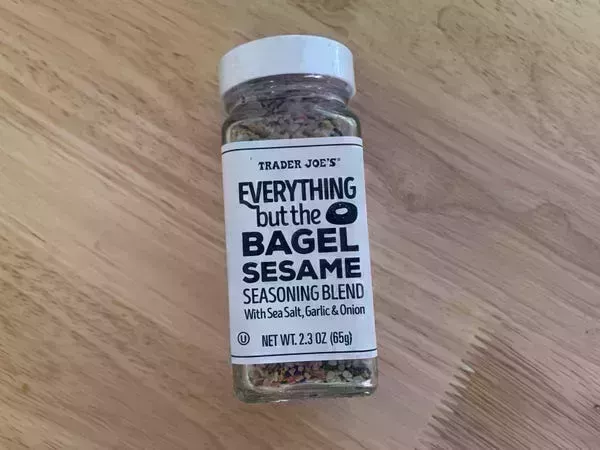 TRADER JOE'S®
EVERYTHING
but the
BAGEL
SESAME
SEASONING BLEND
With Sea Salt, Garlic & Onion
U
NET WT. 2.3 OZ (65g)